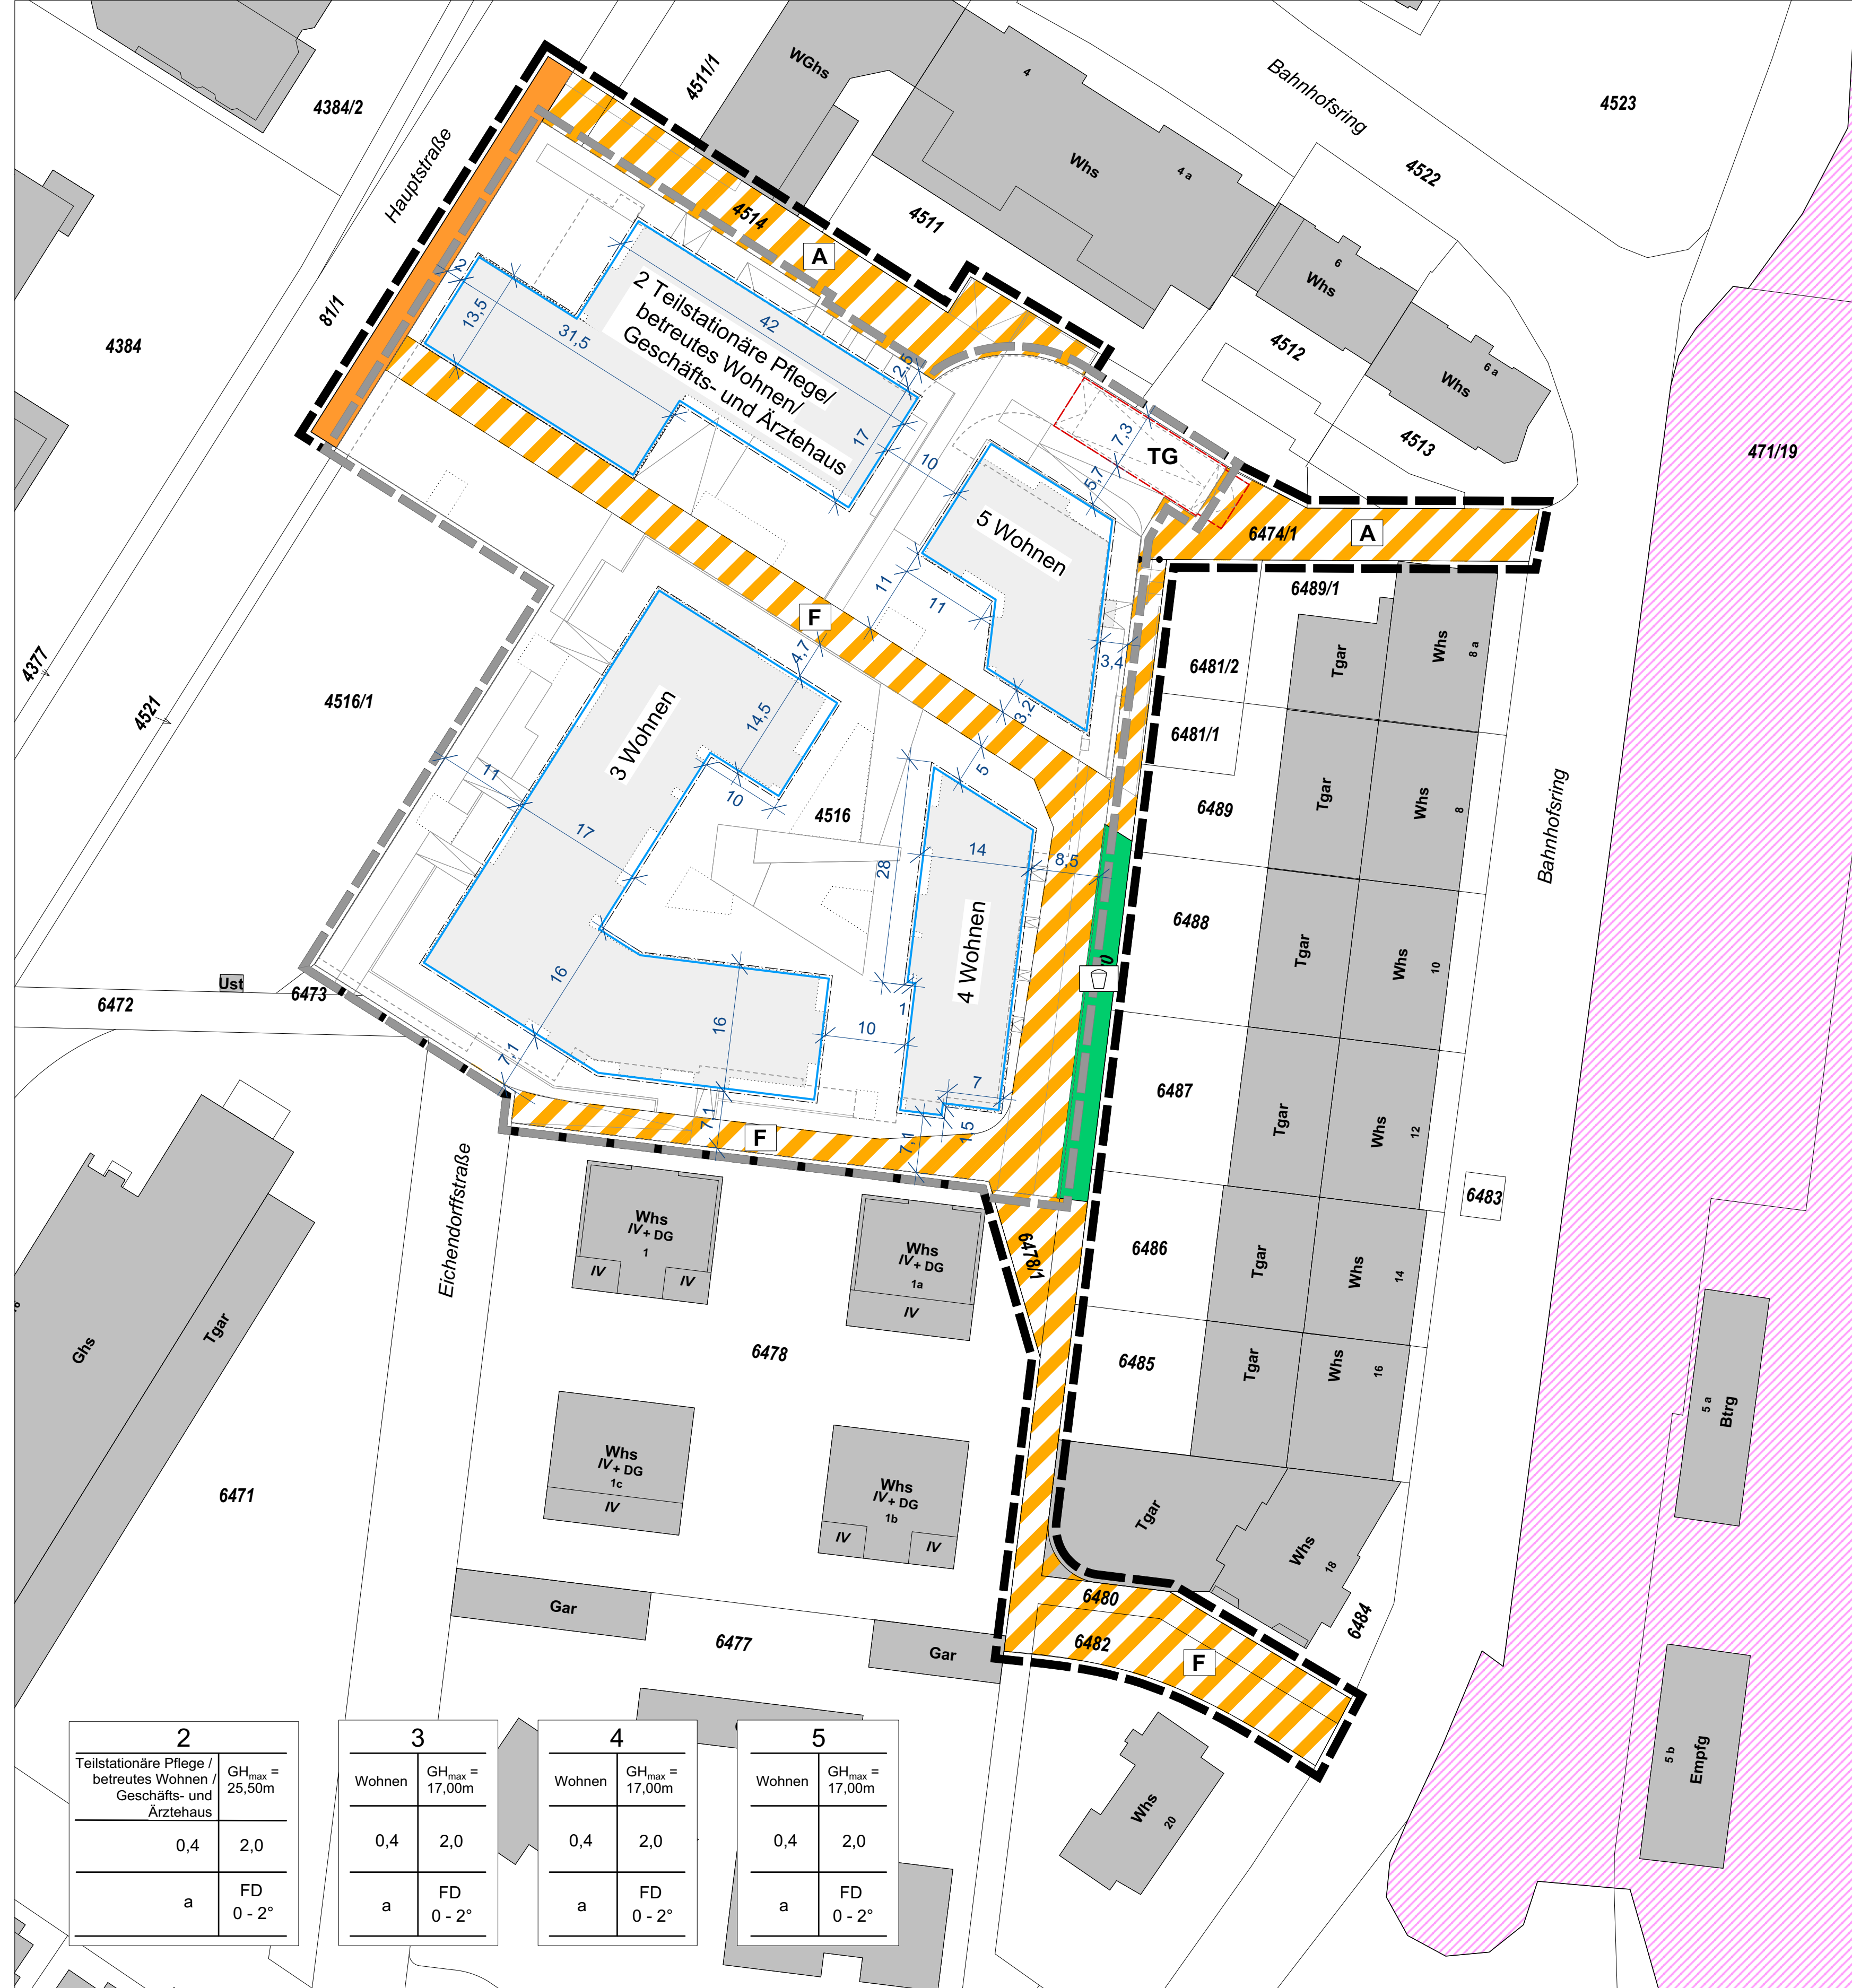 4384/2
Hauptstraße
4511/1
WGhs
4
Whs
4 a
Bahnhofsring
4523
4522
4514
A
4511
6
Whs
6 a
Whs
4512
4513
471/19
81/1
4384
2
13,5
31,5
42
2,5
17
2 Teilstationäre Pflege/
betreutes Wohnen/
Geschäfts- und Ärztehaus
10
7,3
TG
5,7
5 Wohnen
11
11
3,4
3,2
6474/1
A
6489/1
Tgar
Whs
8 a
6481/2
6481/1
4377
4521
4516/1
F
4,7
14,5
3 Wohnen
11
17
10
4516
5
28
14
8,5
6489
Tgar
Whs
8
Bahnhofsring
6488
Tgar
Whs
10
4 Wohnen
16
16
10
1
7
7,1
7,1
7,1
1,5
Ust
6473
6472
6487
Tgar
Whs
12
F
6483
Eichendorffstraße
Whs
IV + DG
1
IV
IV
Whs
IV + DG
1a
IV
6478/1
6486
Tgar
Whs
14
Ghs
Tgar
6478
6485
Tgar
Whs
16
5 a
Btrg
Whs
IV + DG
1c
IV
Whs
IV + DG
1b
IV
IV
6471
Tgar
Whs
18
Gar
6480
6484
6477
6482
Gar
F
5 b
Empfg
Whs
20
2
Teilstationäre Pflege /
betreutes Wohnen /
Geschäfts- und
Ärztehaus
GHmax =
25,50m
0,4
2,0
a
FD
0 - 2°
3
Wohnen
GHmax =
17,00m
0,4
2,0
a
FD
0 - 2°
4
Wohnen
GHmax =
17,00m
0,4
2,0
a
FD
0 - 2°
5
Wohnen
GHmax =
17,00m
0,4
2,0
a
FD
0 - 2°